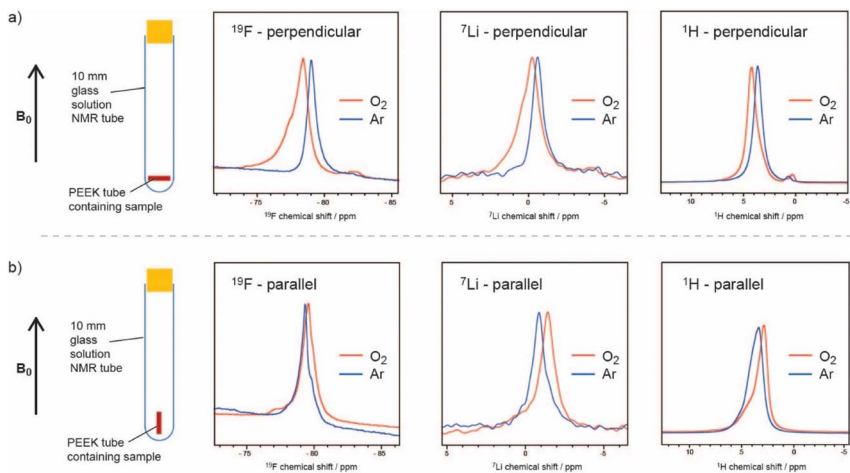 a)
B₀
10 mm
glass
solution
NMR tube
PEEK tube
containing sample
¹⁹F - perpendicular
O₂
Ar
- 75
- 80
- 85
¹⁹F chemical shift / ppm
⁷Li - perpendicular
O₂
Ar
5
0
-5
⁷Li chemical shift / ppm
¹H - perpendicular
O₂
Ar
10
5
0
-5
¹H chemical shift / ppm
b)
B₀
10 mm
glass
solution
NMR tube
PEEK tube
containing sample
¹⁹F - parallel
O₂
Ar
- 75
- 80
- 85
¹⁹F chemical shift / ppm
⁷Li - parallel
O₂
Ar
5
0
-5
⁷Li chemical shift / ppm
¹H - parallel
O₂
Ar
10
5
0
-5
¹H chemical shift / ppm